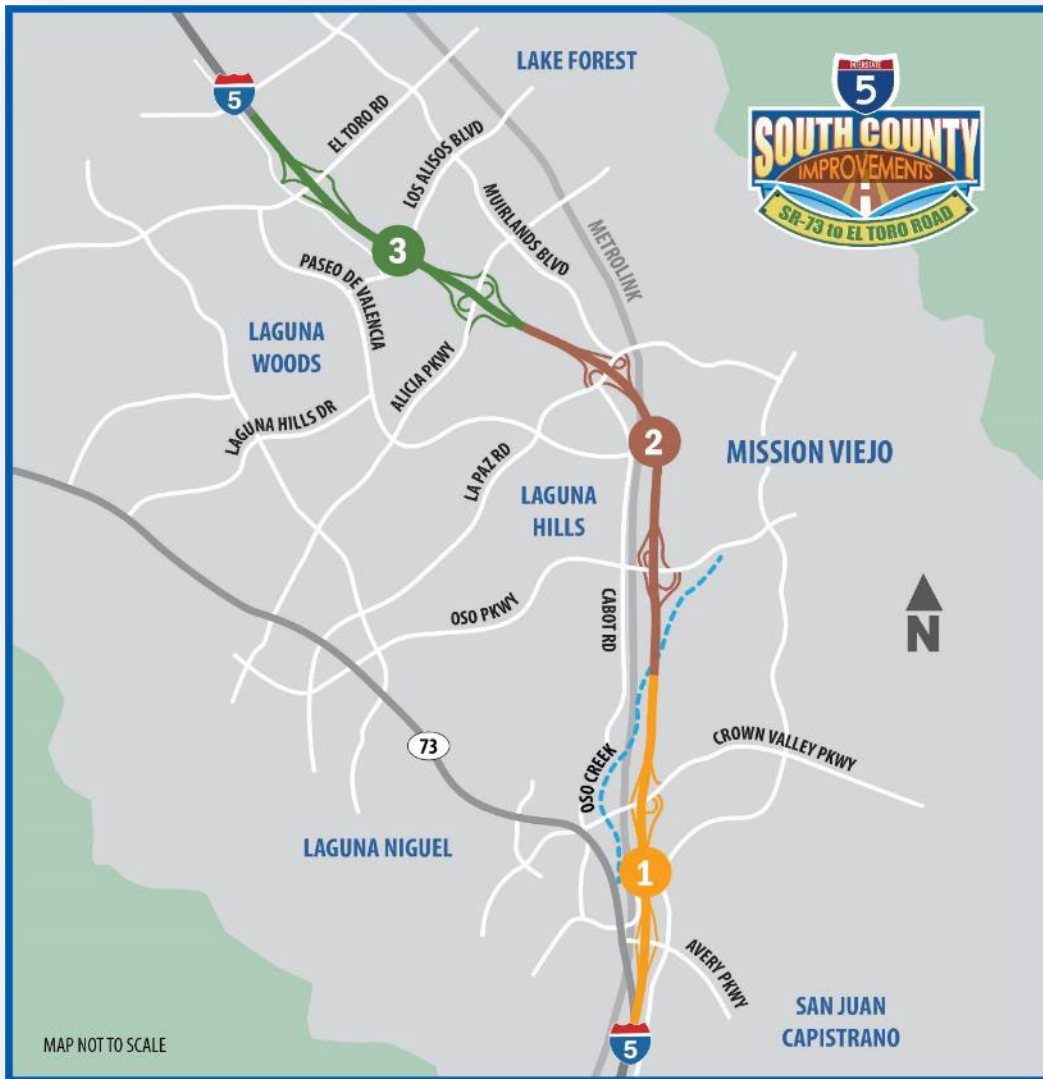 LAKE FOREST
INTERSTATE
5
SOUTH COUNTY
IMPROVEMENTS
SR-73 to EL TORO ROAD
5
EL TORO RD
LOS ALISOS BLVD
MUIRLANDS BLVD
METROLINK
3
PASEO DE VALENCIA
LAGUNA
WOODS
ALICIA PKWY
LAGUNA HILLS DR
2
MISSION VIEJO
LA PAZ RD
LAGUNA
HILLS
OSO PKWY
CABOT RD
N
73
OSO CREEK
CROWN VALLEY PKWY
LAGUNA NIGUEL
1
AVERY PKWY
SAN JUAN
CAPISTRANO
5
MAP NOT TO SCALE